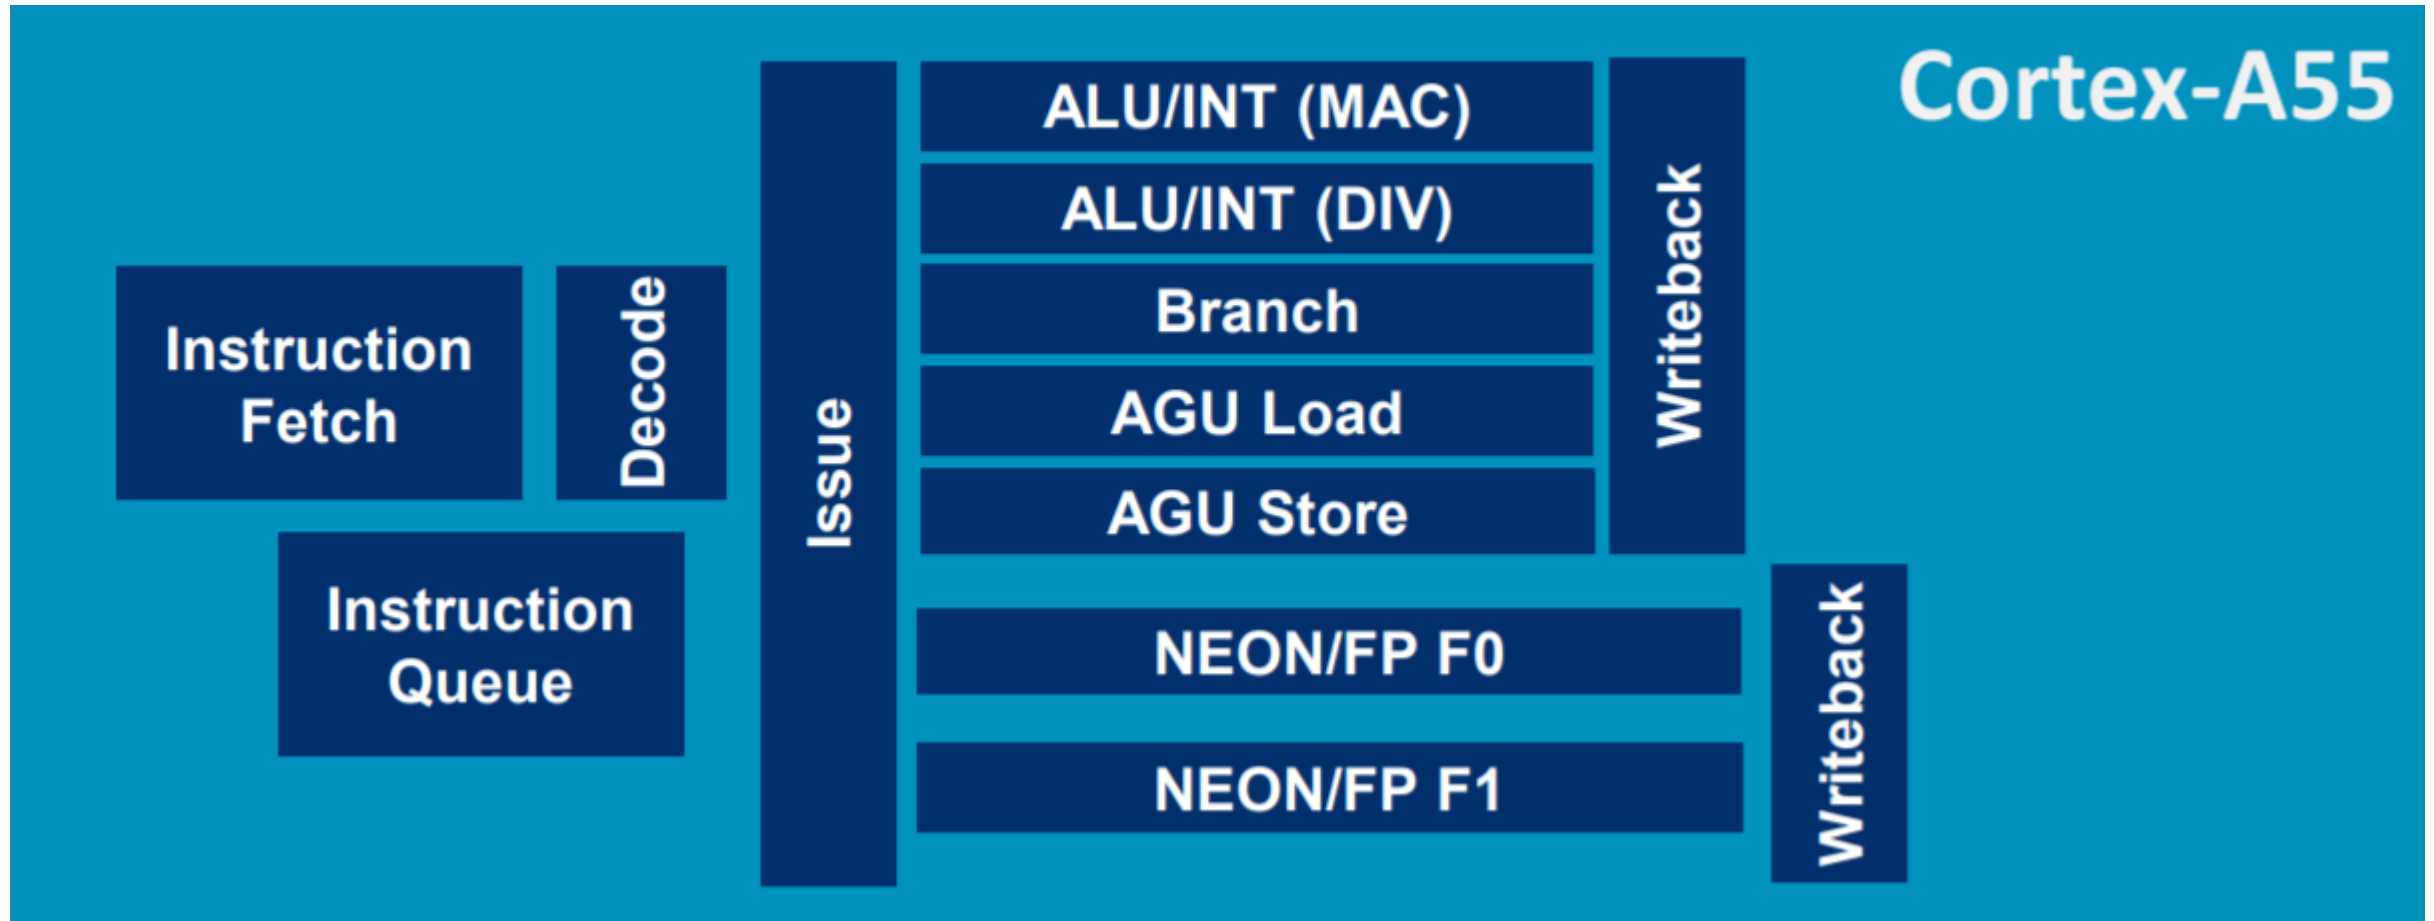 Cortex-A55
Instruction
Fetch
Decode
Instruction
Queue
Issue
ALU/INT (MAC)
ALU/INT (DIV)
Branch
AGU Load
AGU Store
Writeback
NEON/FP F0
NEON/FP F1
Writeback